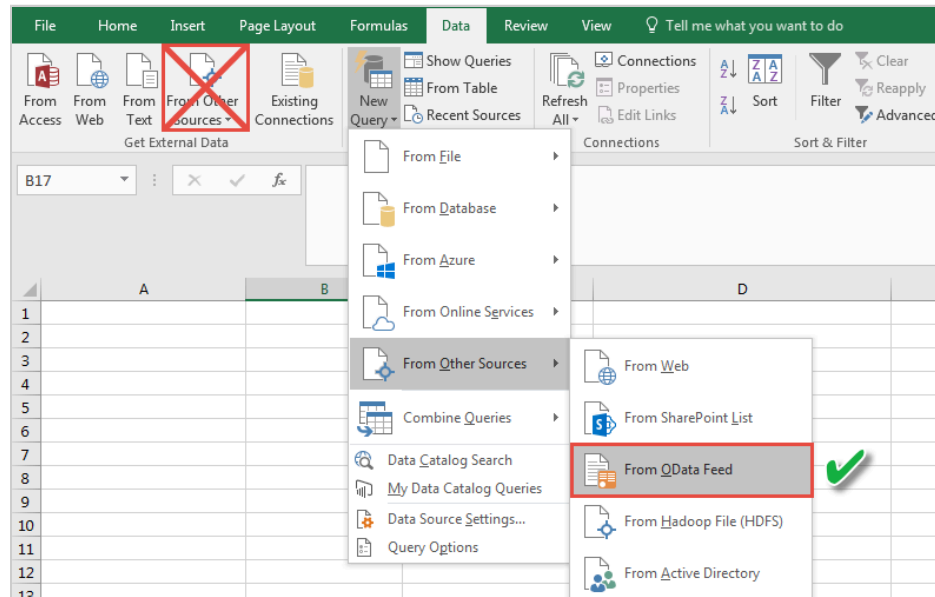 File Home Insert Page Layout Formulas Data Review View Tell me what you want to do
From Access
From Web
From Text
From Other Sources
Existing Connections
Get External Data
New Query
Show Queries
From Table
Recent Sources
Refresh All
Connections
Properties
Edit Links
Connections
A Z
Z A
Z A
A Z
Sort
Filter
Clear
Reapply
Advanced
Sort & Filter
B17
fx
A B D
1
2
3
4
5
6
7
8
9
10
11
12
13
From File
From Database
From Azure
From Online Services
From Other Sources
Combine Queries
Data Catalog Search
My Data Catalog Queries
Data Source Settings...
Query Options
From Web
From SharePoint List
From OData Feed
From Hadoop File (HDFS)
From Active Directory